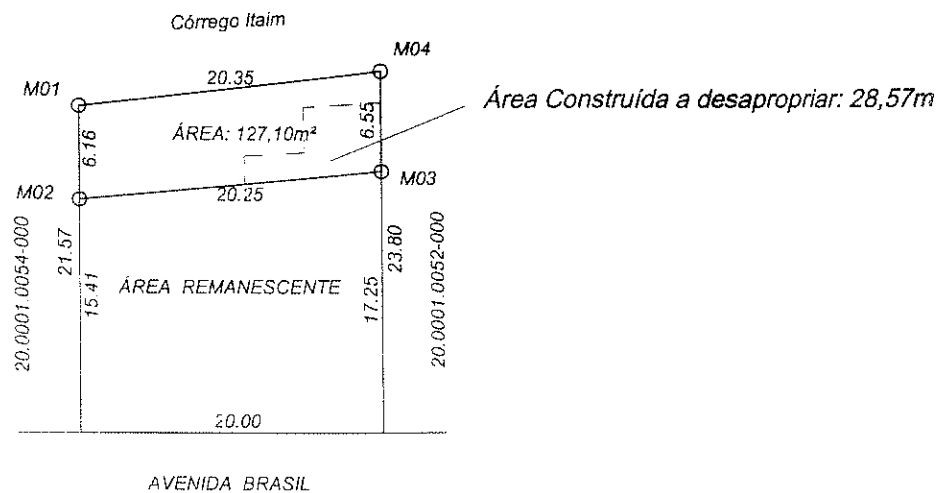 Córrego Itaim
M04
20.35
M01
Área Construída a desapropriar: 28,57m
ÁREA: 127,10m²
6.55
6.16
M03
M02
20.25
20.0001.0054-000
21.57
15.41
ÁREA REMANESCENTE
17.25
23.80
20.0001.0052-000
20.00
AVENIDA BRASIL